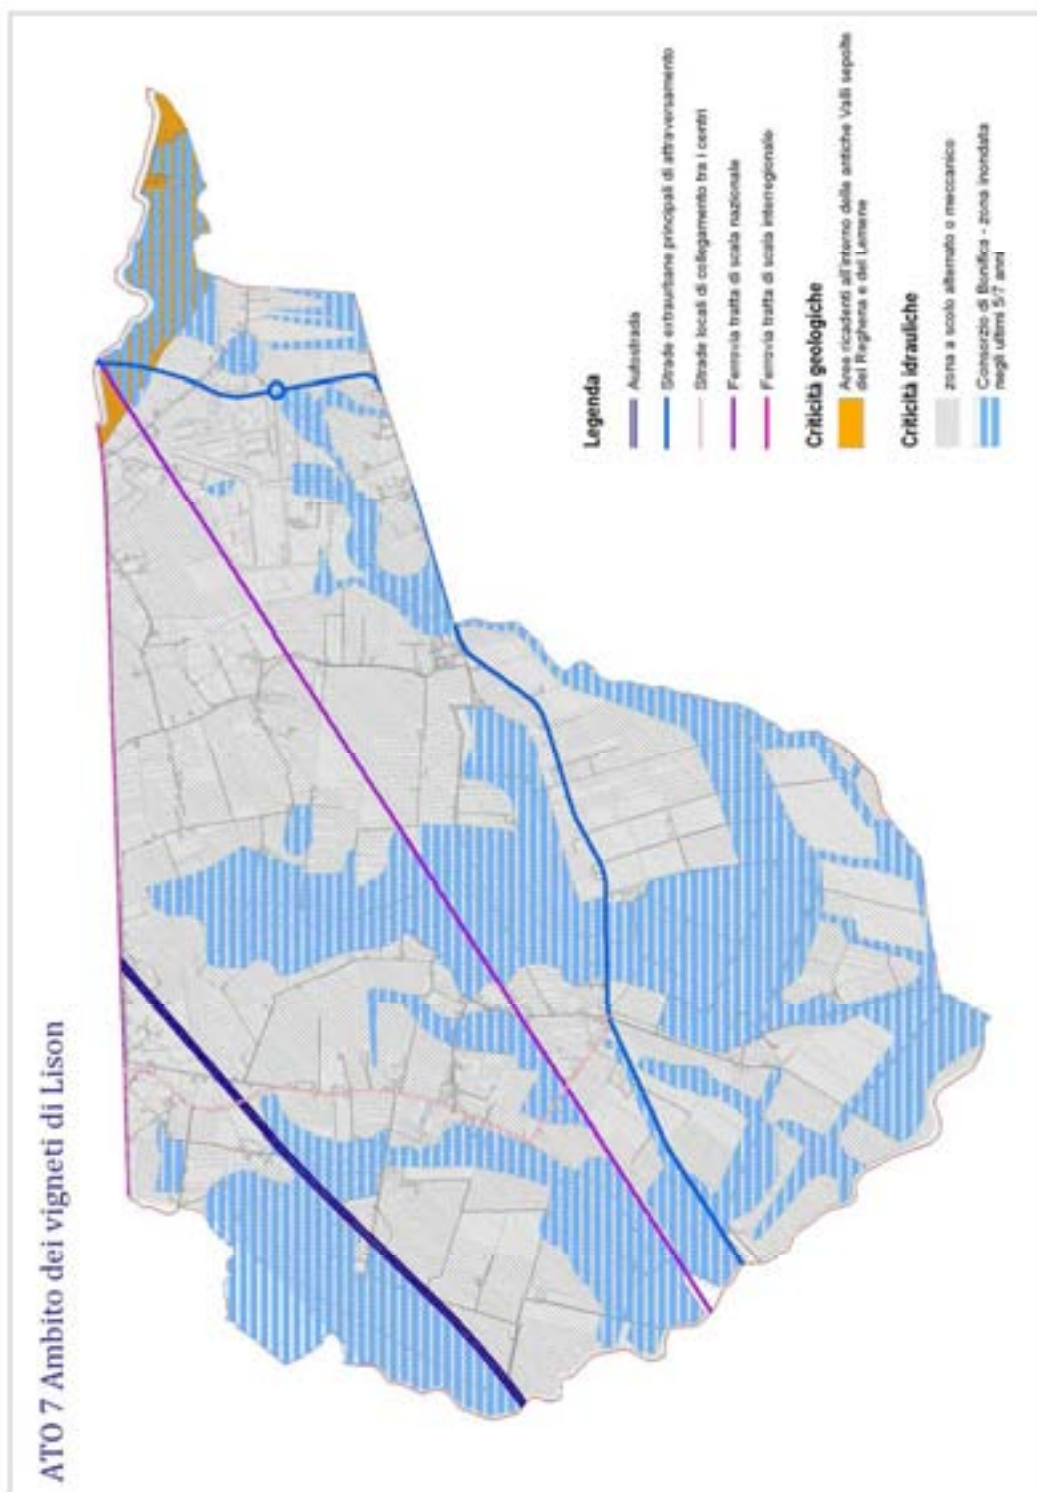 ATO 7 Ambito dei vigneti di Lison
Legenda
Autostrada
Strade extraurbane principali di attraversamento
Strade locali di collegamento tra i centri
Ferrovia tratta di scala nazionale
Ferrovia tratta di scala interregionale
Criticità geologiche
Aree ricadenti all'interno delle antiche Valli sepolte
del Reghena e del Lemene
Criticità idrauliche
zona a scolo alternato o meccanico
Consorzio di Bonifica - zona inondata
negli ultimi 5/7 anni